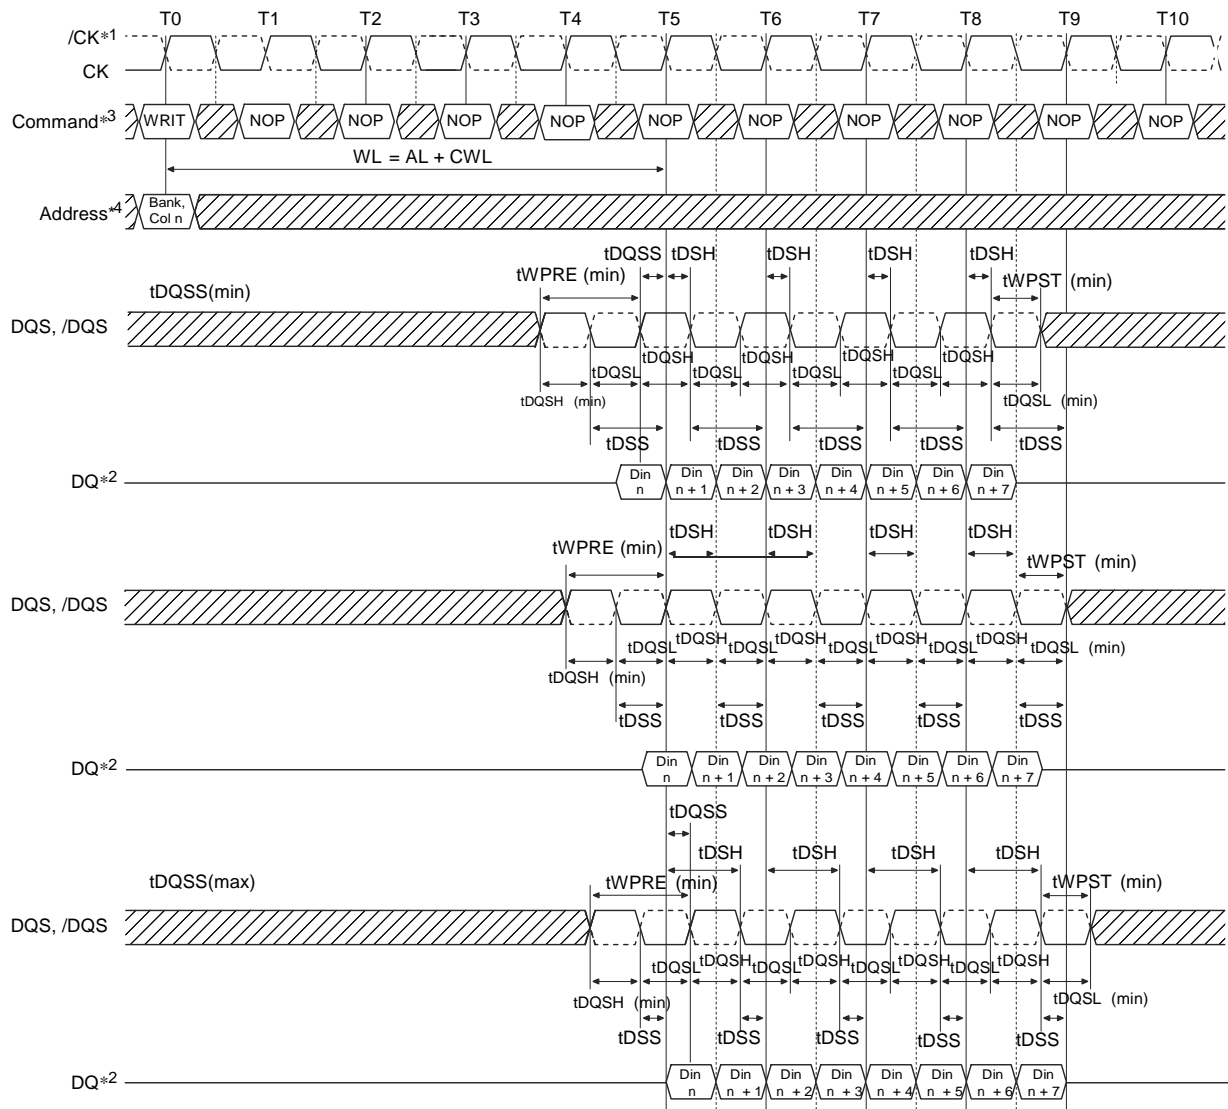 T0 T1 T2 T3 T4 T5 T6 T7 T8 T9 T10
/CK*1
CK
Command*3 WRIT NOP NOP NOP NOP NOP NOP NOP NOP NOP NOP
WL = AL + CWL
Address*4 Bank, Col n
tDQSS tDSH tDSH tDSH tDSH
tDQSS(min) tWPRE (min) tWPST (min)
DQS, /DQS
tDQSH tDQSH tDQSH tDQSH
tDQSL tDQSL tDQSL tDQSL
tDQSH (min) tDQSL (min)
tDSS tDSS tDSS tDSS tDSS
DQ*2 Din n Din n + 1 Din n + 2 Din n + 3 Din n + 4 Din n + 5 Din n + 6 Din n + 7
tDSH tDSH tDSH tDSH
tWPRE (min) tWPST (min)
DQS, /DQS
tDQSL tDQSH tDQSL tDQSH tDQSL tDQSH tDQSL tDQSH tDQSL (min)
tDQSH (min)
tDSS tDSS tDSS tDSS tDSS
DQ*2 Din n Din n + 1 Din n + 2 Din n + 3 Din n + 4 Din n + 5 Din n + 6 Din n + 7
tDQSS
tDSH tDSH tDSH tDSH
tDQSS(max) tWPRE (min) tWPST (min)
DQS, /DQS
tDQSL tDQSH tDQSL tDQSH tDQSL tDQSH tDQSL tDQSH
tDQSH (min) tDQSL (min)
tDSS tDSS tDSS tDSS tDSS
DQ*2 Din n Din n + 1 Din n + 2 Din n + 3 Din n + 4 Din n + 5 Din n + 6 Din n + 7